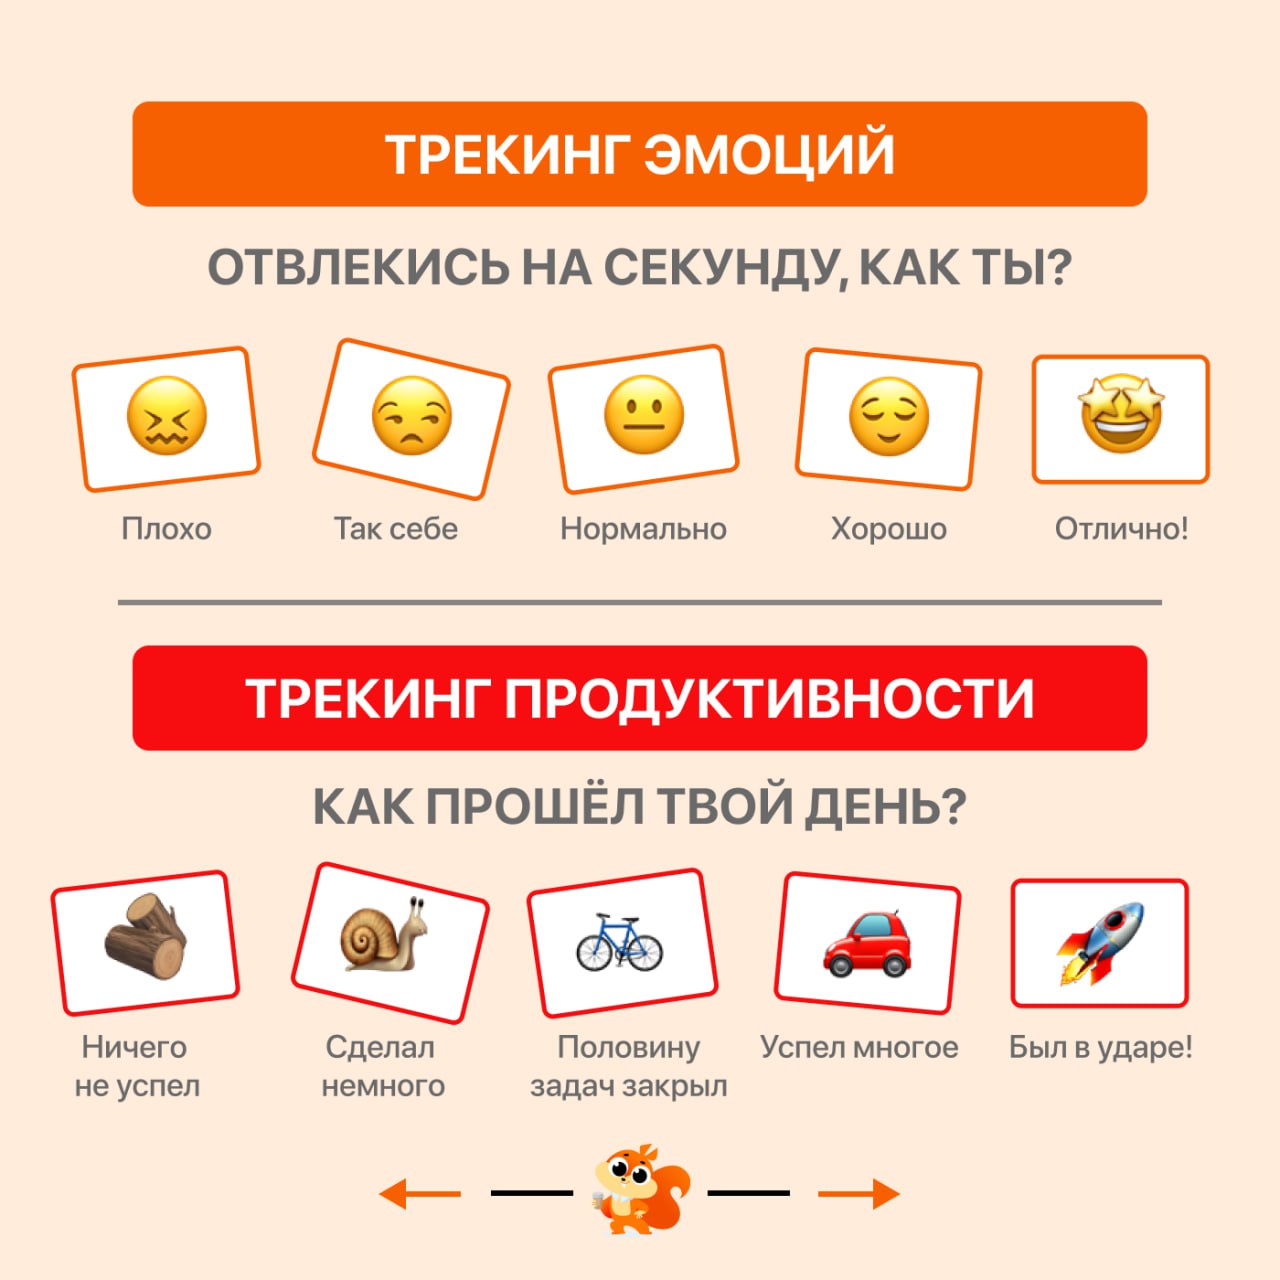 ТРЕКИНГ ЭМОЦИЙ
ОТВЛЕКИСЬ НА СЕКУНДУ, КАК ТЫ?
Плохо
Так себе
Нормально
Хорошо
Отлично!
ТРЕКИНГ ПРОДУКТИВНОСТИ
КАК ПРОШЁЛ ТВОЙ ДЕНЬ?
Ничего
не успел
Сделал
немного
Половину
задач закрыл
Успел многое
Был в ударе!